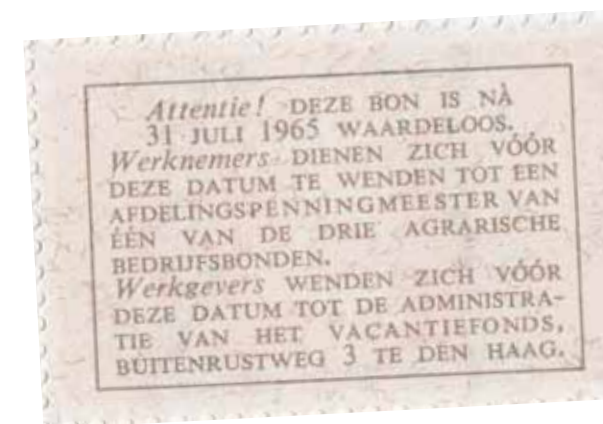 Attentie! DEZE BON IS NÀ
31 JULI 1965 WAARDELOOS.
Werknemers DIENEN ZICH VÓÓR
DEZE DATUM TE WENDEN TOT EEN
AFDELINGSPENNINGMEESTER VAN
ÉÉN VAN DE DRIE AGRARISCHE
BEDRIJFSBONDEN.
Werkgevers WENDEN ZICH VÓÓR
DEZE DATUM TOT DE ADMINISTRA-
TIE VAN HET VACANTIEFONDS,
BUITENRUSTWEG 3 TE DEN HAAG.